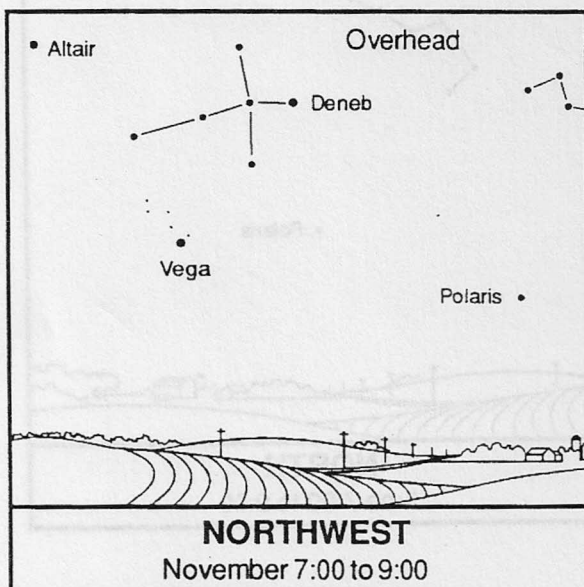 Overhead
Altair
Deneb
Vega
Polaris
NORTHWEST
November 7:00 to 9:00